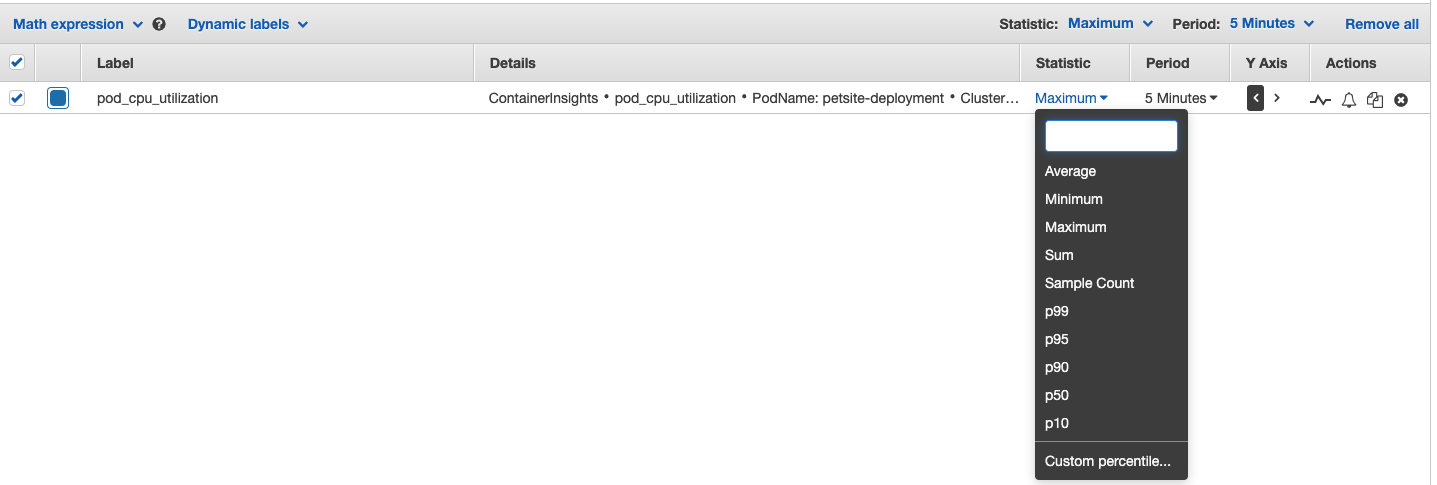 Math expression Dynamic labels Statistic: Maximum Period: 5 Minutes Remove all
Label Details Statistic Period Y Axis Actions
pod_cpu_utilization ContainerInsights • pod_cpu_utilization • PodName: petsite-deployment • Cluster... Maximum 5 Minutes
Average
Minimum
Maximum
Sum
Sample Count
p99
p95
p90
p50
p10
Custom percentile...